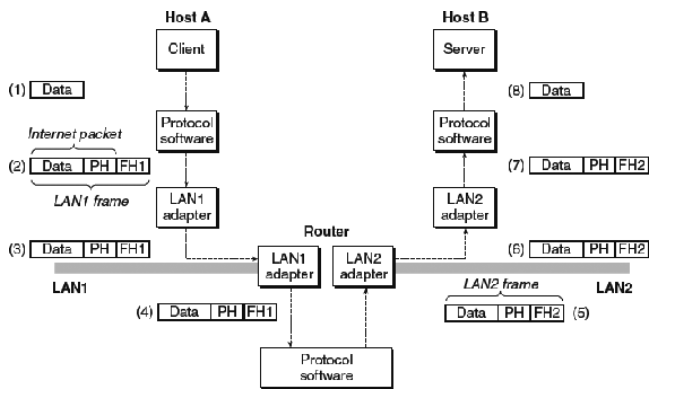 Host A
Host B
Client
Server
(1) Data
(8) Data
Protocol
software
Protocol
software
Internet packet
(2) Data PH FH1
LAN1 frame
(7) Data PH FH2
LAN1
adapter
LAN2
adapter
Router
(3) Data PH FH1
LAN1
adapter
LAN2
adapter
(6) Data PH FH2
LAN1
LAN2 frame
LAN2
(4) Data PH FH1
Data PH FH2 (5)
Protocol
software